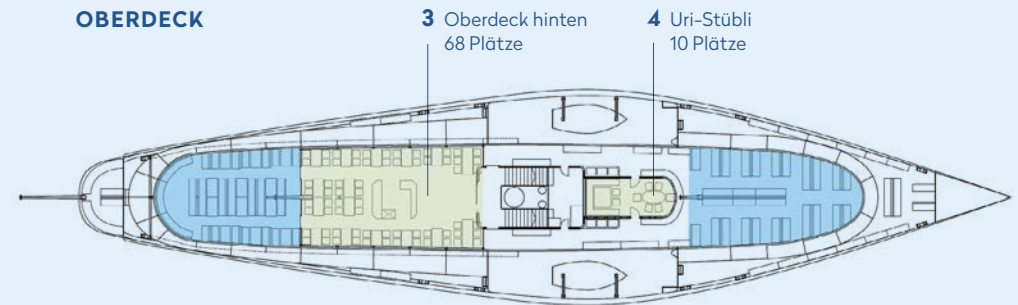 OBERDECK
3 Oberdeck hinten
68 Plätze
4 Uri-Stübli
10 Plätze